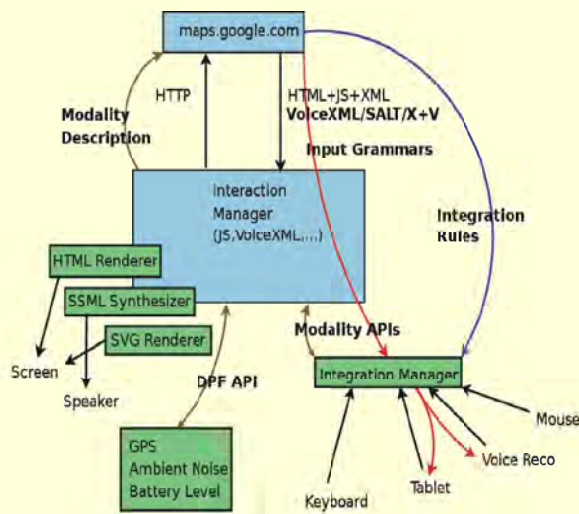 maps.google.com
HTTP
HTML+JS+XML
VoiceXML/SALT/X+V
Modality
Description
Input Grammars
Interaction
Manager
(JS,VoiceXML,...)
Integration
Rules
HTML Renderer
SSML Synthesizer
SVG Renderer
Modality APIs
Screen
Speaker
DPF API
Integration Manager
Mouse
GPS
Ambient Noise
Battery Level
Voice Reco
Tablet
Keyboard